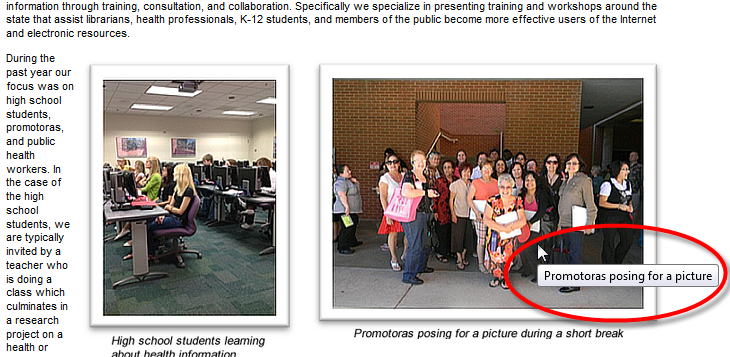 information through training, consultation, and collaboration. Specifically we specialize in presenting training and workshops around the
state that assist librarians, health professionals, K-12 students, and members of the public become more effective users of the Internet
and electronic resources.
During the
past year our
focus was on
high school
students,
promotoras,
and public
health
workers. In
the case of
the high
school
students, we
are typically
invited by a
teacher who
is doing a
class which
culminates in
a research
project on a
health or
High school students learning
about health information
Promotoras posing for a picture
Promotoras posing for a picture during a short break